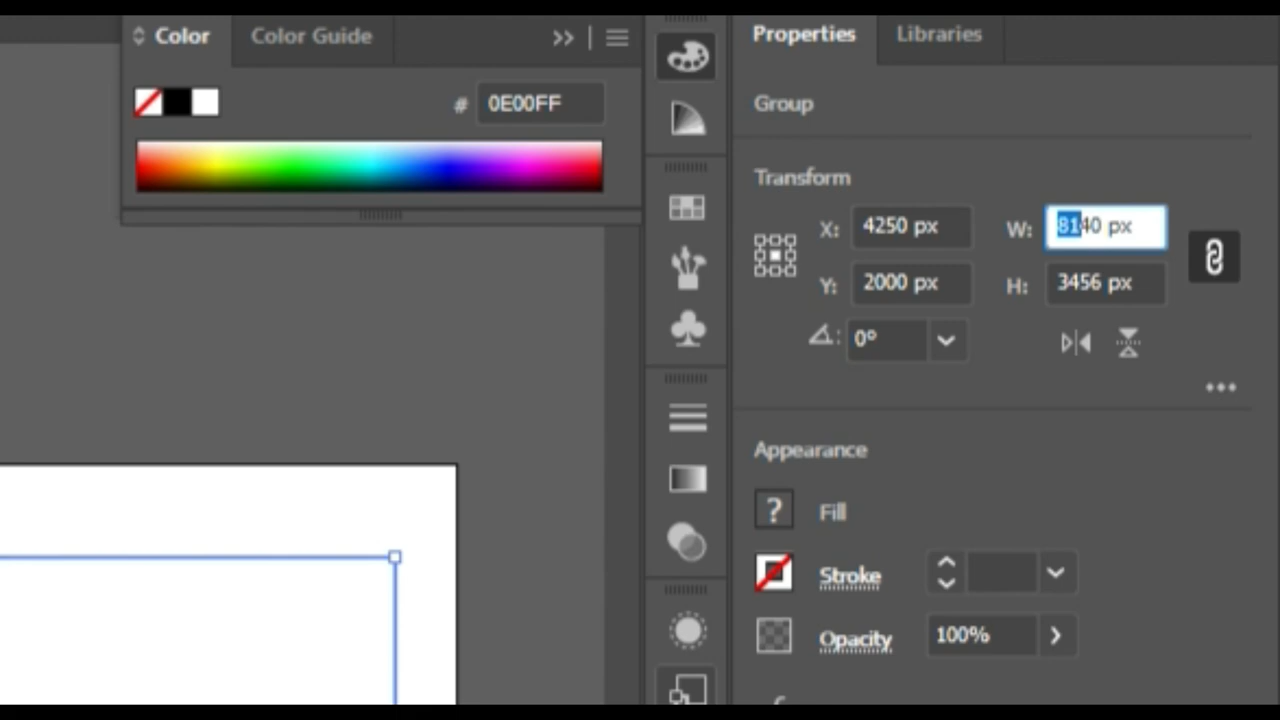 Color
Color Guide
# 0E00FF
Properties
Libraries
Group
Transform
X: 4250 px
W: 8140 px
Y: 2000 px
H: 3456 px
0°
Appearance
? Fill
Stroke
Opacity 100%